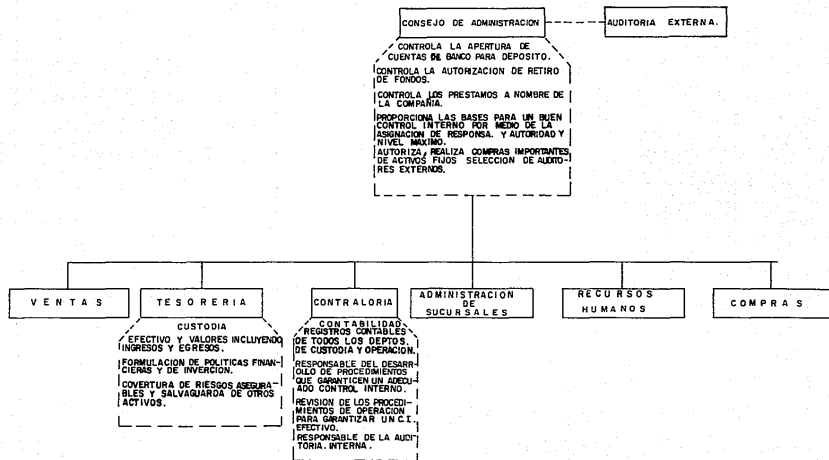 CONSEJO DE ADMINISTRACION
AUDITORIA EXTERNA.
CONTROLA LA APERTURA DE
CUENTAS DE BANCO PARA DEPOSITO.
CONTROLA LA AUTORIZACION DE RETIRO
DE FONDOS.
CONTROLA LOS PRESTAMOS A NOMBRE DE
LA COMPAÑIA.
PROPORCIONA LAS BASES PARA UN BUEN
CONTROL INTERNO POR MEDIO DE LA
ASIGNACION DE RESPONSA. Y AUTORIDAD Y
NIVEL MAXIMO.
AUTORIZA, REALIZA COMPRAS IMPORTANTES
DE ACTIVOS FIJOS SELECCION DE AUDITO-
RES EXTERNOS.
VENTAS
TESORERIA
CUSTODIA
EFECTIVO Y VALORES INCLUYENDO
INGRESOS Y EGRESOS.
FORMULACION DE POLITICAS FINAN-
CIERAS Y DE INVERCION.
COVERTURA DE RIESGOS ASEGURA-
BLES Y SALVAGUARDA DE OTROS
ACTIVOS.
CONTRALORIA
CONTABILIDAD
REGISTROS CONTABLES
DE TODOS LOS DEPTOS.
DE CUSTODIA Y OPERACION.
RESPONSABLE DEL DESARR-
OLLO DE PROCEDIMIENTOS
QUE GARANTICEN UN ADECU-
ADO CONTROL INTERNO.
REVISION DE LOS PROCEDI-
MIENTOS DE OPERACION
PARA GARANTIZAR UN C.I.
EFECTIVO.
RESPONSABLE DE LA AUDI-
TORIA. INTERNA.
ADMINISTRACION
DE
SUCURSALES
RECURSOS
HUMANOS
COMPRAS